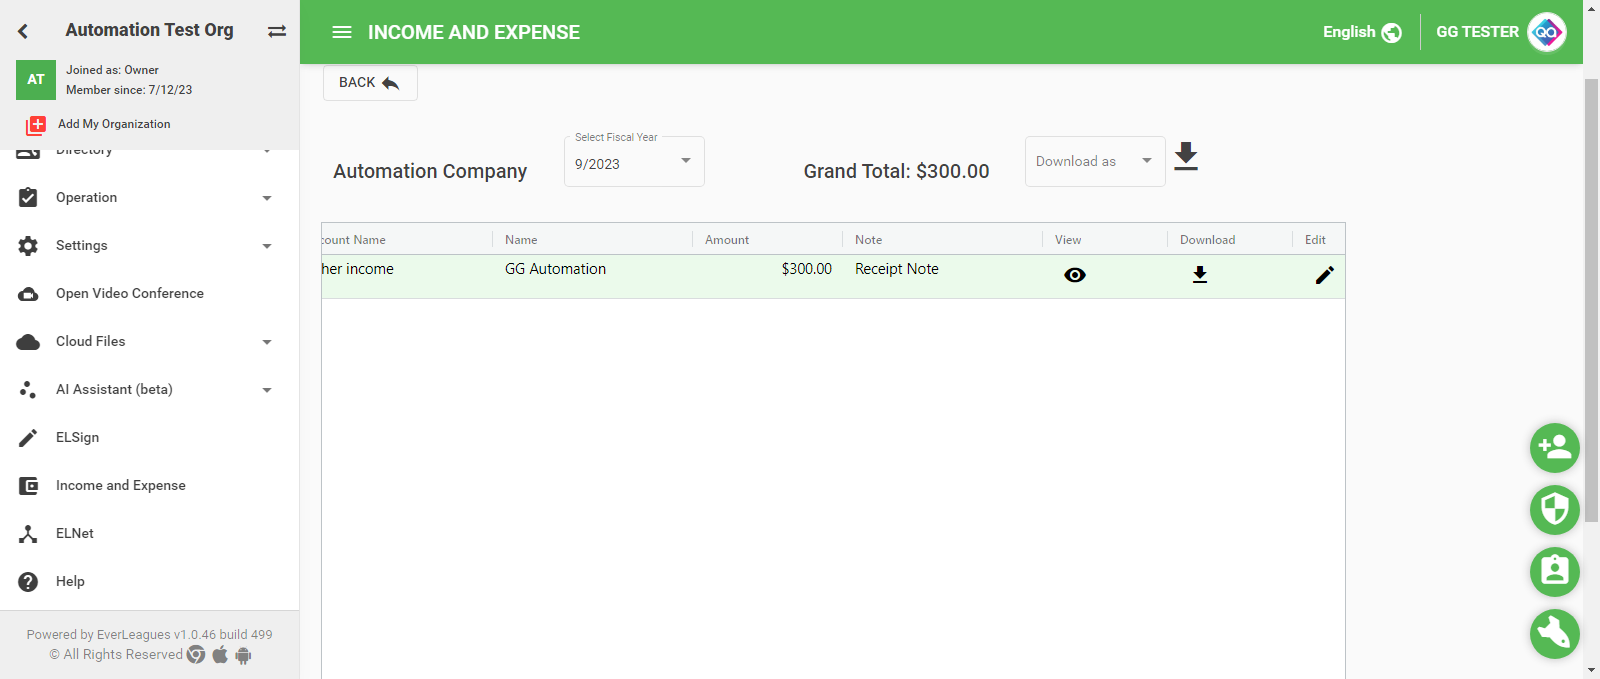 Automation Test Org
AT
Joined as: Owner
Member since: 7/12/23
Add My Organization
Directory
Operation
Settings
Open Video Conference
Cloud Files
AI Assistant (beta)
ELSign
Income and Expense
ELNet
Help
Powered by EverLeagues v1.0.46 build 499
© All Rights Reserved
INCOME AND EXPENSE
English
GG TESTER
QA
BACK
Automation Company
Select Fiscal Year
9/2023
Grand Total: $300.00
Download as
count Name Name Amount Note View Download Edit
her income GG Automation $300.00 Receipt Note